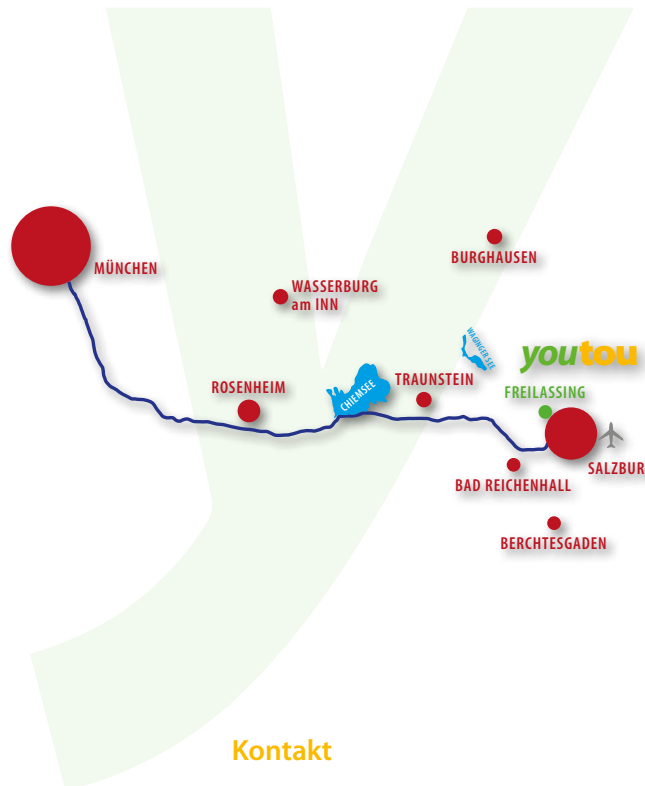 MÜNCHEN
BURGHAUSEN
WASSERBURG
am INN
WAGINGER SEE
youtou
ROSENHEIM
CHIEMSEE
TRAUNSTEIN
FREILASSING
SALZBUR
BAD REICHENHALL
BERCHTESGADEN
Kontakt